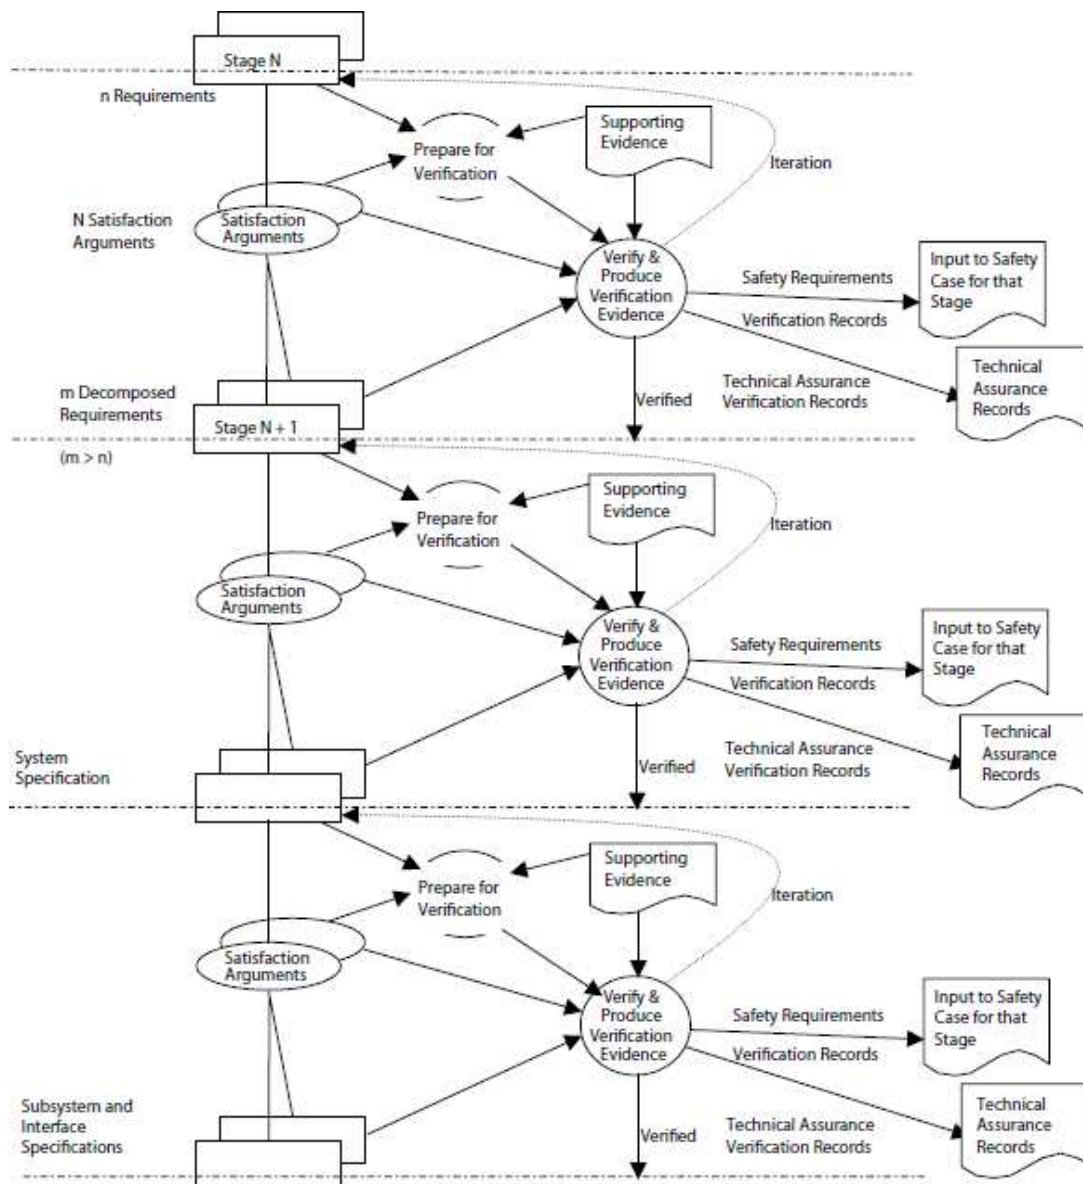 Stage N
n Requirements
Supporting
Evidence
Prepare for
Verification
Iteration
N Satisfaction
Arguments
Satisfaction
Arguments
Verify &
Produce
Verification
Evidence
Safety Requirements
Verification Records
Input to Safety
Case for that
Stage
m Decomposed
Requirements
Verified
Technical Assurance
Verification Records
Technical
Assurance
Records
Stage N + 1
(m > n)
Supporting
Evidence
Prepare for
Verification
Iteration
Satisfaction
Arguments
Verify &
Produce
Verification
Evidence
Safety Requirements
Verification Records
Input to Safety
Case for that
Stage
System
Specification
Verified
Technical Assurance
Verification Records
Technical
Assurance
Records
Supporting
Evidence
Prepare for
Verification
Iteration
Satisfaction
Arguments
Verify &
Produce
Verification
Evidence
Safety Requirements
Verification Records
Input to Safety
Case for that
Stage
Subsystem and
Interface
Specifications
Verified
Technical Assurance
Verification Records
Technical
Assurance
Records